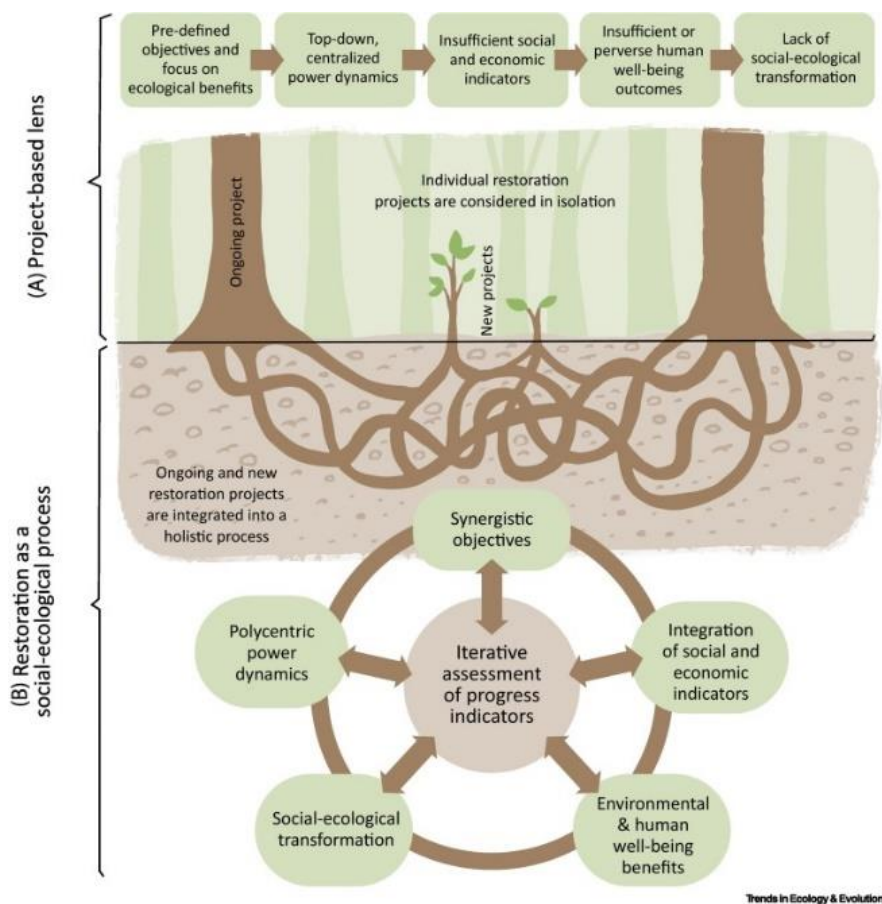 Pre-defined
objectives and
focus on
ecological benefits
Top-down,
centralized
power dynamics
Insufficient social
and economic
indicators
Insufficient or
perverse human
well-being
outcomes
Lack of
social-ecological
transformation
(A) Project-based lens
Individual restoration
projects are considered in isolation
Ongoing project
New projects
(B) Restoration as a
social-ecological process
Ongoing and new
restoration projects
are integrated into a
holistic process
Synergistic
objectives
Polycentric
power
dynamics
Iterative
assessment
of progress
indicators
Integration
of social and
economic
indicators
Social-ecological
transformation
Environmental
& human
well-being
benefits
Trends in Ecology & Evolution